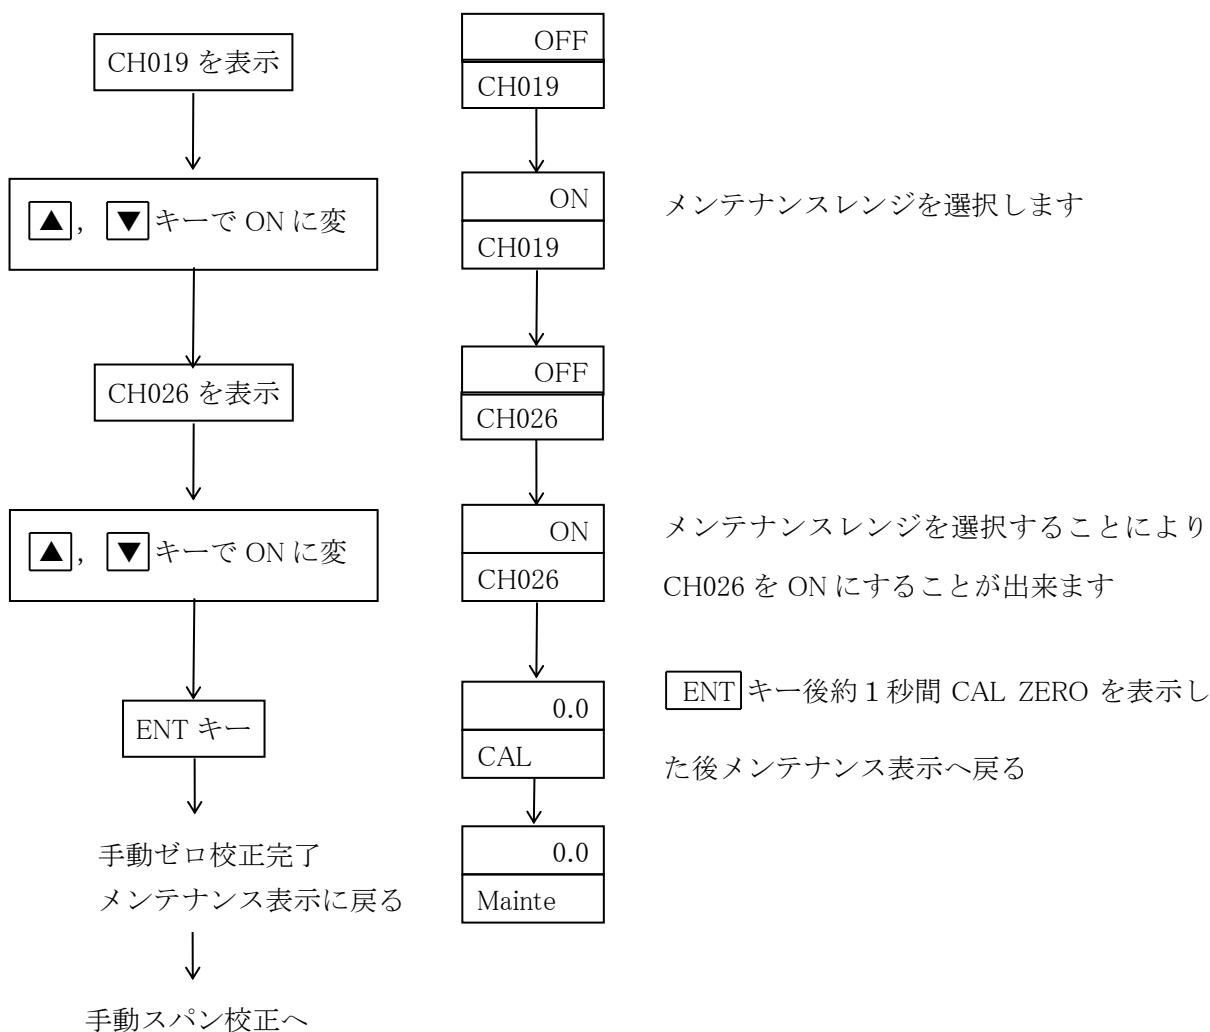 CH019 を表示
OFF
CH019
▲, ▼キーで ON に変
ON
CH019
メンテナンスレンジを選択します
CH026 を表示
OFF
CH026
▲, ▼キーで ON に変
ON
CH026
メンテナンスレンジを選択することにより
CH026 を ON にすることが出来ます
ENT キー
0.0
CAL
ENTキー後約１秒間 CAL ZERO を表示し
た後メンテナンス表示へ戻る
手動ゼロ校正完了
メンテナンス表示に戻る
0.0
Mainte
手動スパン校正へ